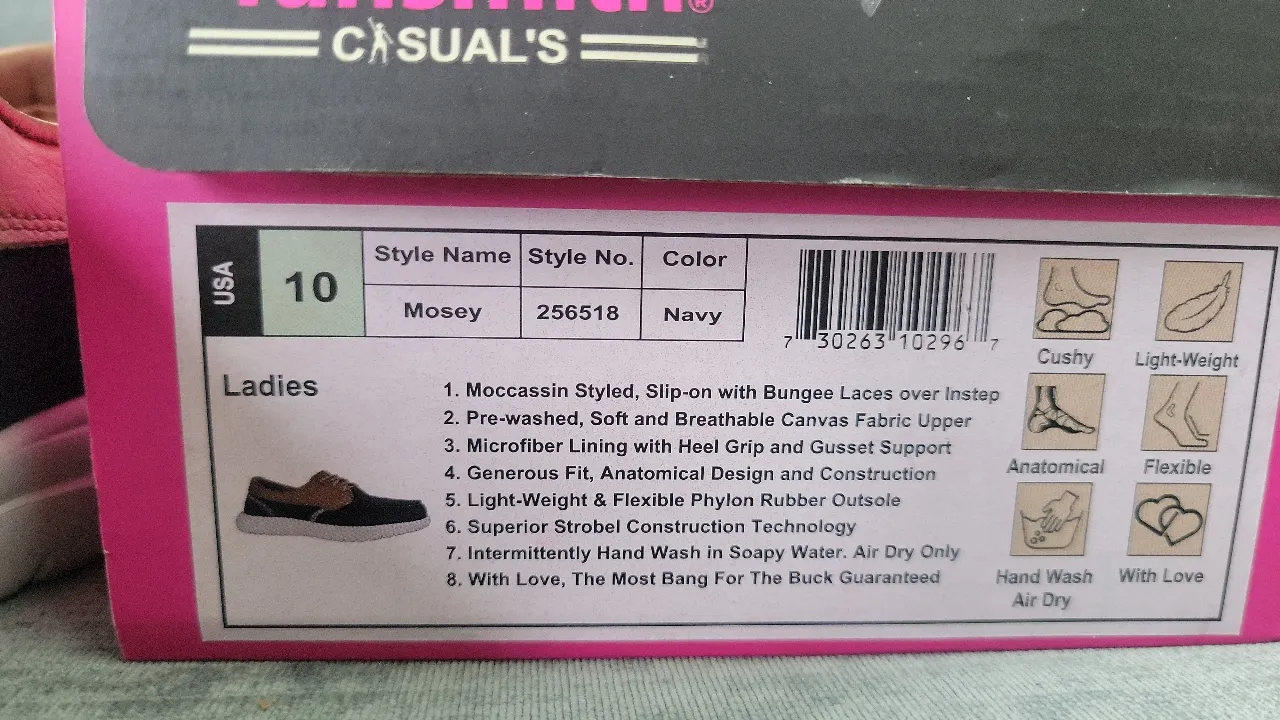 CASUAL'S
USA
10
Style Name Style No. Color
Mosey 256518 Navy
7 30263 10296 7
Ladies
1. Moccassin Styled, Slip-on with Bungee Laces over Instep
2. Pre-washed, Soft and Breathable Canvas Fabric Upper
3. Microfiber Lining with Heel Grip and Gusset Support
4. Generous Fit, Anatomical Design and Construction
5. Light-Weight & Flexible Phylon Rubber Outsole
6. Superior Strobel Construction Technology
7. Intermittently Hand Wash in Soapy Water. Air Dry Only
8. With Love, The Most Bang For The Buck Guaranteed
Cushy Light-Weight
Anatomical Flexible
Hand Wash With Love
Air Dry